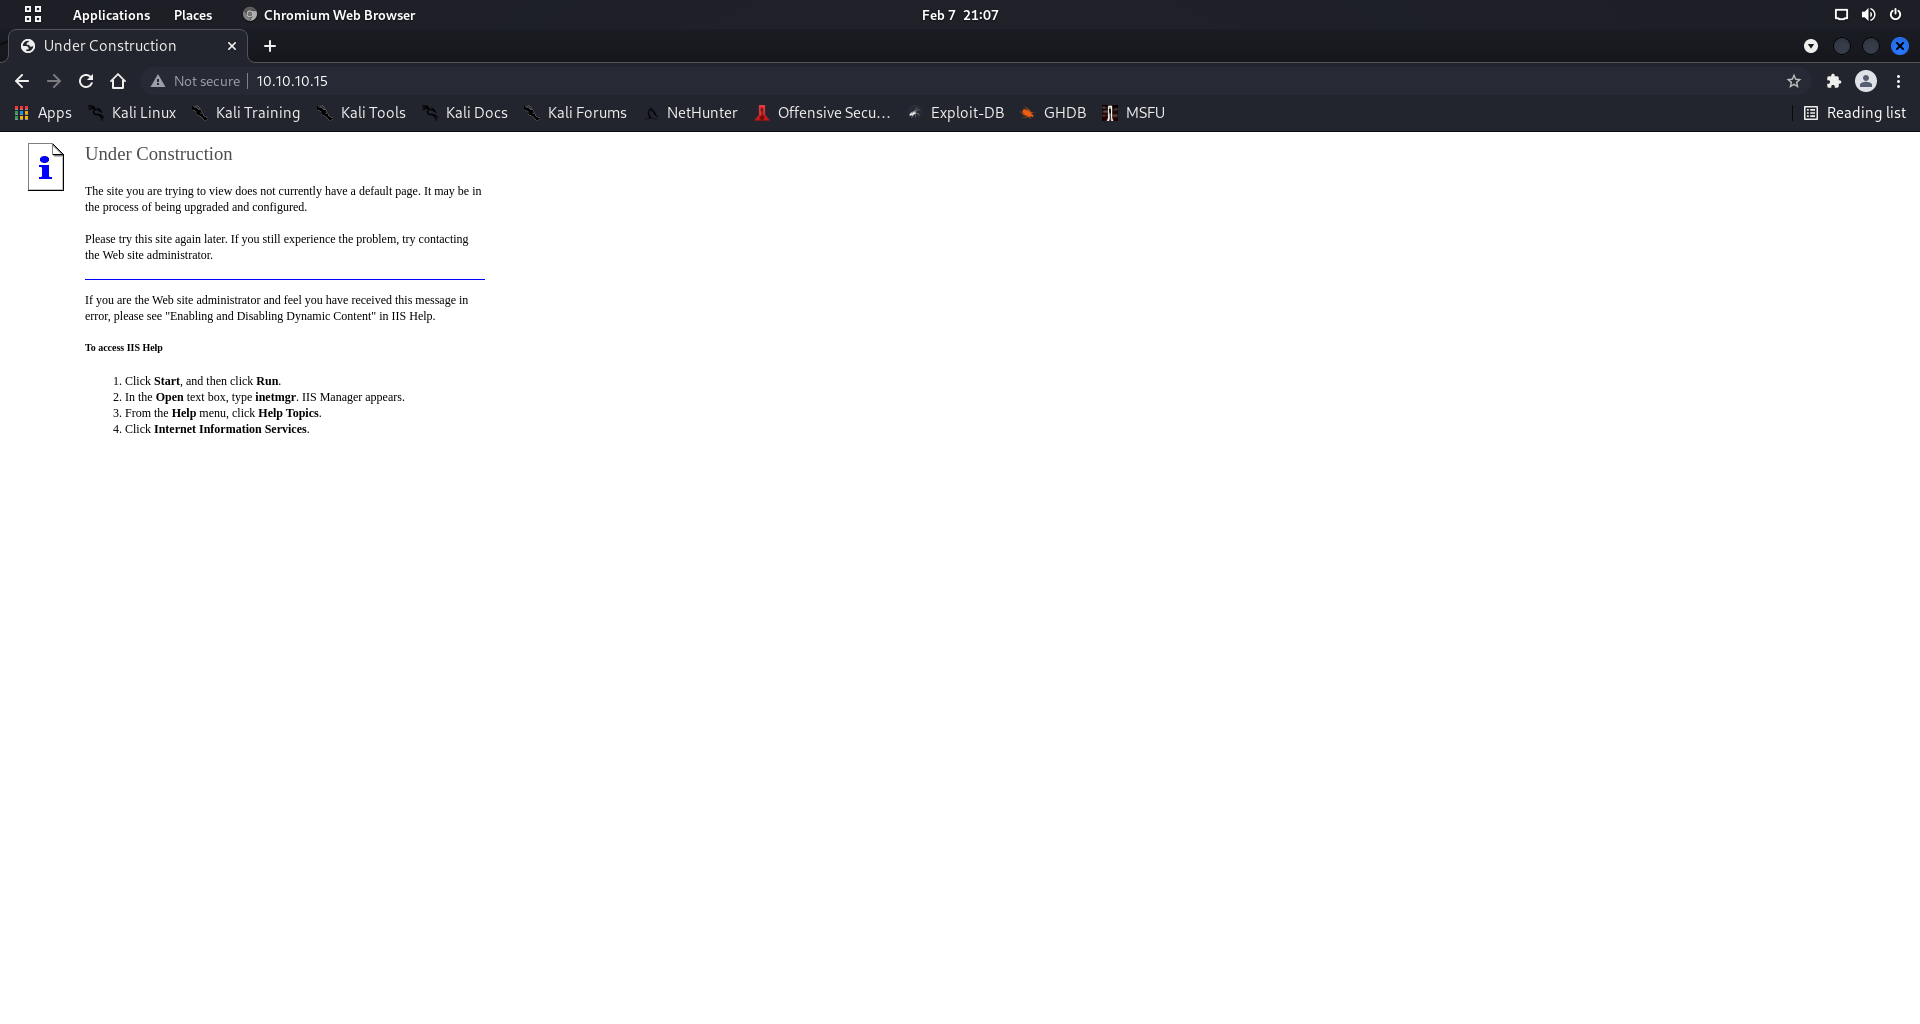 Applications Places Chromium Web Browser Feb 7 21:07
Under Construction
Not secure 10.10.10.15
Apps Kali Linux Kali Training Kali Tools Kali Docs Kali Forums NetHunter Offensive Secu… Exploit-DB GHDB MSFU Reading list
Under Construction
The site you are trying to view does not currently have a default page. It may be in
the process of being upgraded and configured.
Please try this site again later. If you still experience the problem, try contacting
the Web site administrator.
If you are the Web site administrator and feel you have received this message in
error, please see "Enabling and Disabling Dynamic Content" in IIS Help.
To access IIS Help
1. Click Start, and then click Run.
2. In the Open text box, type inetmgr. IIS Manager appears.
3. From the Help menu, click Help Topics.
4. Click Internet Information Services.